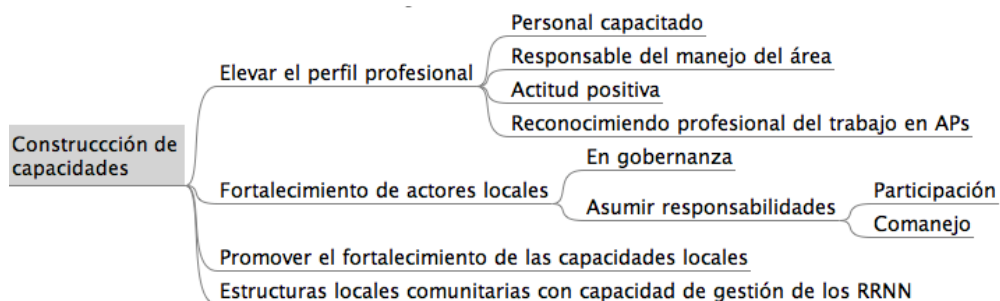 Construccción de
capacidades
Elevar el perfil profesional
Personal capacitado
Responsable del manejo del área
Actitud positiva
Reconocimiendo profesional del trabajo en APs
Fortalecimiento de actores locales
En gobernanza
Asumir responsabilidades
Participación
Comanejo
Promover el fortalecimiento de las capacidades locales
Estructuras locales comunitarias con capacidad de gestión de los RRNN